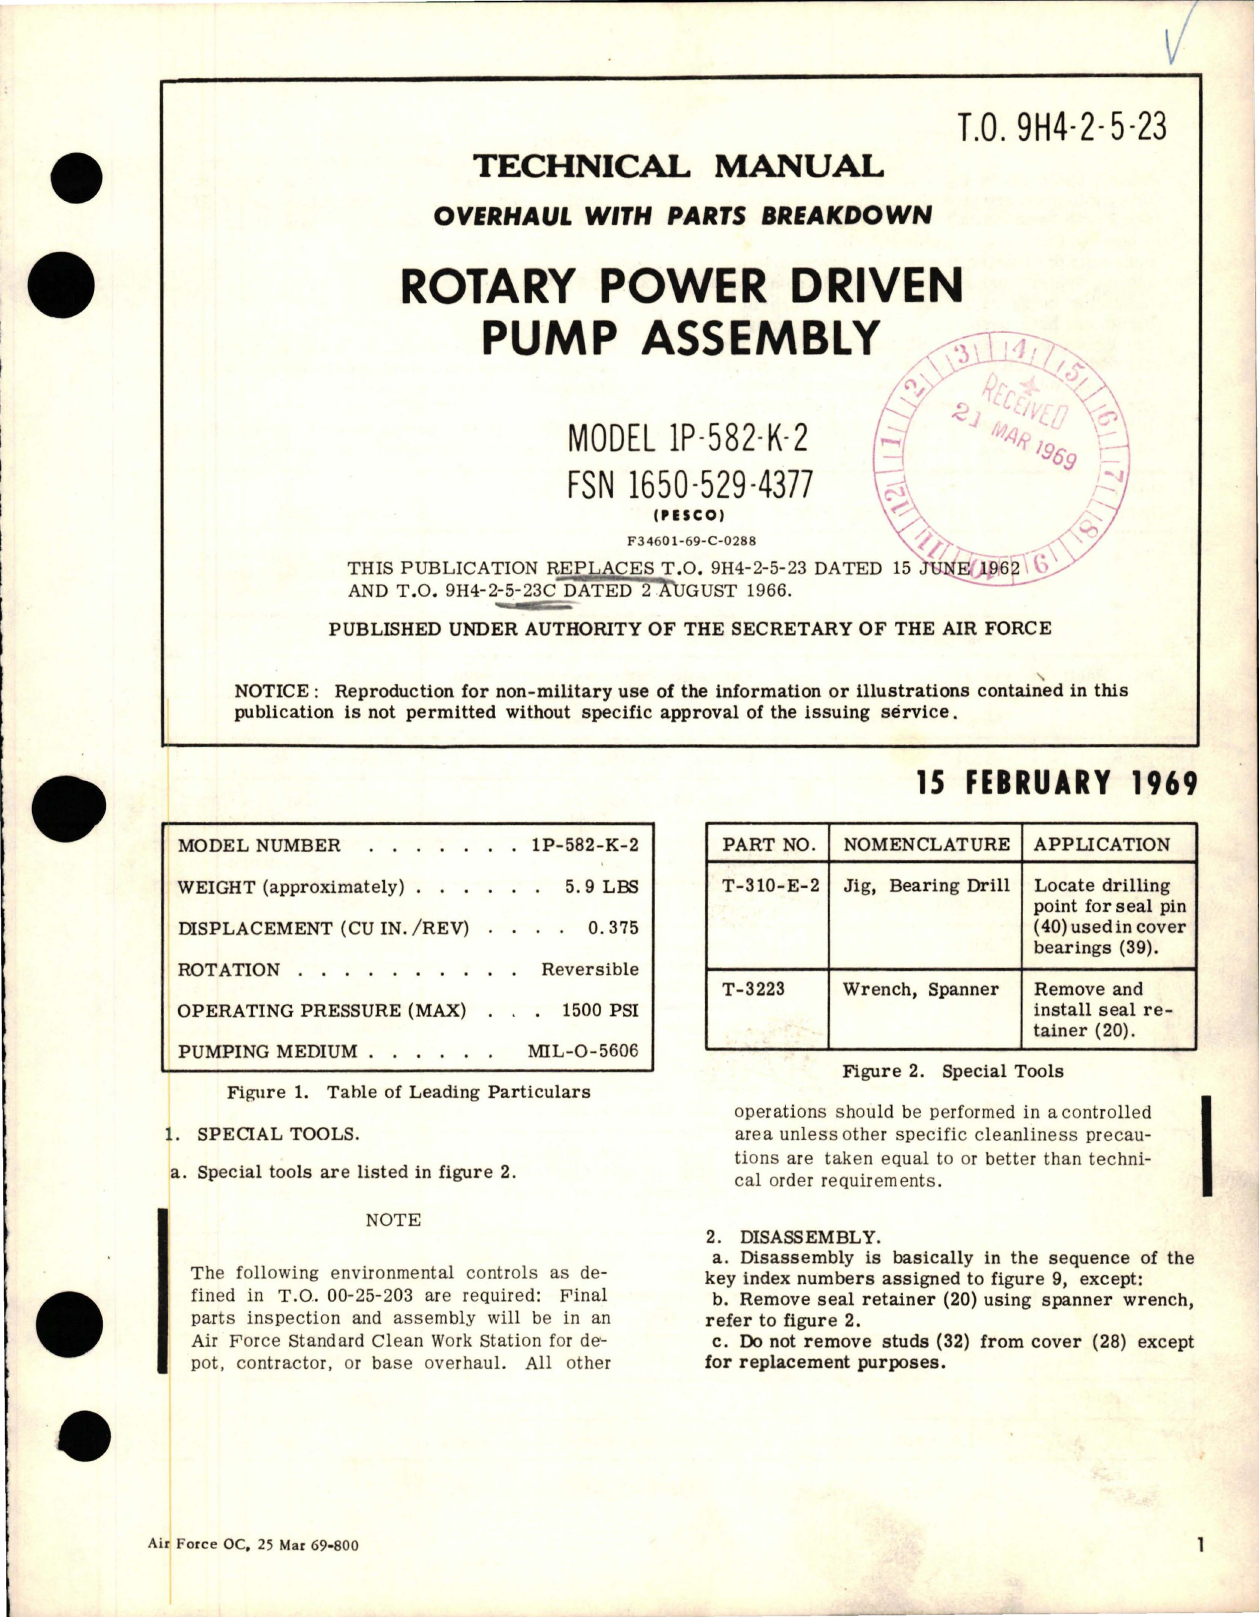 T.O. 9H4-2-5-23
TECHNICAL MANUAL
OVERHAUL WITH PARTS BREAKDOWN
ROTARY POWER DRIVEN
PUMP ASSEMBLY
MODEL 1P-582-K-2
FSN 1650-529-4377
(PESCO)
F34601-69-C-0288
THIS PUBLICATION REPLACES T.O. 9H4-2-5-23 DATED 15 JUNE 1962
AND T.O. 9H4-2-5-23C DATED 2 AUGUST 1966.
PUBLISHED UNDER AUTHORITY OF THE SECRETARY OF THE AIR FORCE
NOTICE: Reproduction for non-military use of the information or illustrations contained in this
publication is not permitted without specific approval of the issuing service.
1 2 3 4 5 6 7 8 9 10 11 12
RECEIVED
21 MAR 1969
15 FEBRUARY 1969
MODEL NUMBER . . . . . . . 1P-582-K-2
WEIGHT (approximately) . . . . . . 5.9 LBS
DISPLACEMENT (CU IN./REV) . . . . 0.375
ROTATION . . . . . . . . . . Reversible
OPERATING PRESSURE (MAX) . . . 1500 PSI
PUMPING MEDIUM . . . . . . MIL-O-5606
Figure 1. Table of Leading Particulars
1. SPECIAL TOOLS.
a. Special tools are listed in figure 2.
NOTE
The following environmental controls as de-
fined in T.O. 00-25-203 are required: Final
parts inspection and assembly will be in an
Air Force Standard Clean Work Station for de-
pot, contractor, or base overhaul. All other
PART NO. NOMENCLATURE APPLICATION
T-310-E-2 Jig, Bearing Drill Locate drilling
point for seal pin
(40) used in cover
bearings (39).
T-3223 Wrench, Spanner Remove and
install seal re-
tainer (20).
Figure 2. Special Tools
operations should be performed in a controlled
area unless other specific cleanliness precau-
tions are taken equal to or better than techni-
cal order requirements.
2. DISASSEMBLY.
a. Disassembly is basically in the sequence of the
key index numbers assigned to figure 9, except:
b. Remove seal retainer (20) using spanner wrench,
refer to figure 2.
c. Do not remove studs (32) from cover (28) except
for replacement purposes.
Air Force OC, 25 Mar 69-800
1